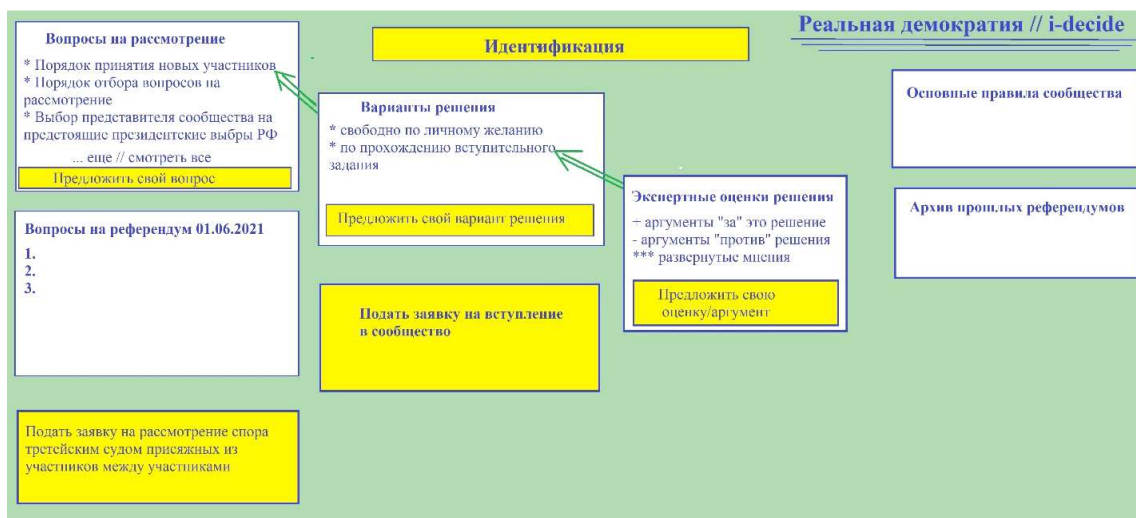 Реальная демократия // i-decide
Идентификация
Вопросы на рассмотрение
* Порядок принятия новых участников
* Порядок отбора вопросов на
рассмотрение
* Выбор представителя сообщества на
предстоящие президентские выбры РФ
... еще // смотреть все
Предложить свой вопрос
Варианты решения
* свободно по личному желанию
* по прохождению вступительного
задания
Предложить свой вариант решения
Экспертные оценки решения
+ аргументы "за" это решение
- аргументы "против" решения
*** развернутые мнения
Предложить свою
оценку/аргумент
Основные правила сообщества
Архив прошлых референдумов
Вопросы на референдум 01.06.2021
1.
2.
3.
Подать заявку на вступление
в сообщество
Подать заявку на рассмотрение спора
третейским судом присяжных из
участников между участниками